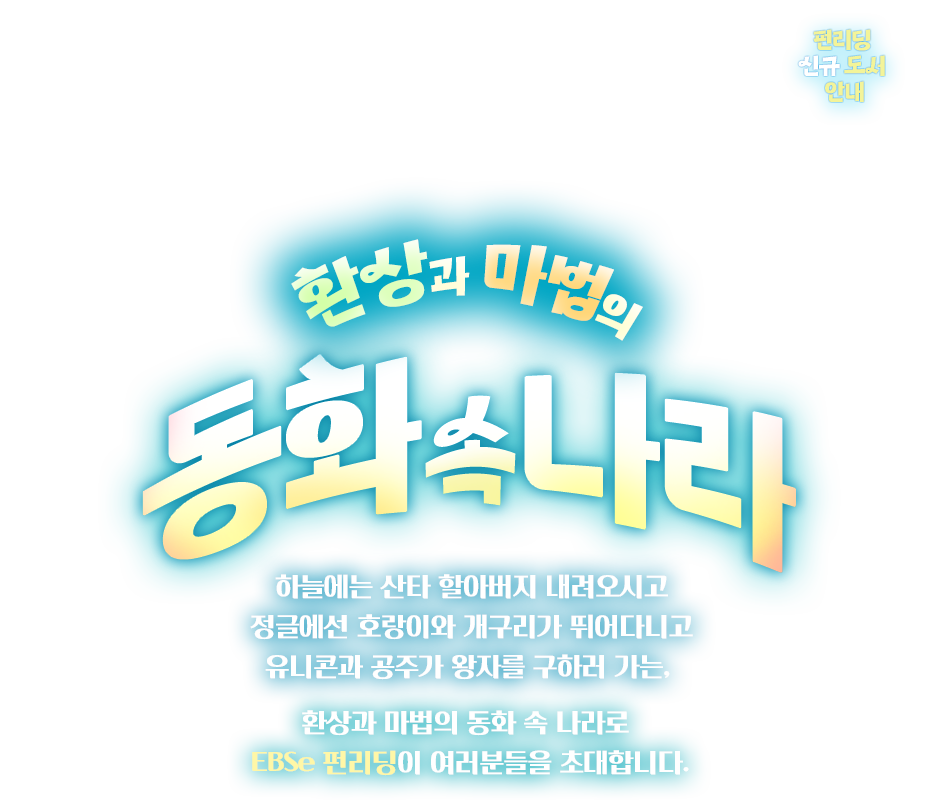 펀리딩
신규 도서
안내
환상과 마법의
동화 속 나라
하늘에는 산타 할아버지 내려오시고
정글에선 호랑이와 개구리가 뛰어다니고
유니콘과 공주가 왕자를 구하러 가는,
환상과 마법의 동화 속 나라로
EBSe 펀리딩이 여러분들을 초대합니다.